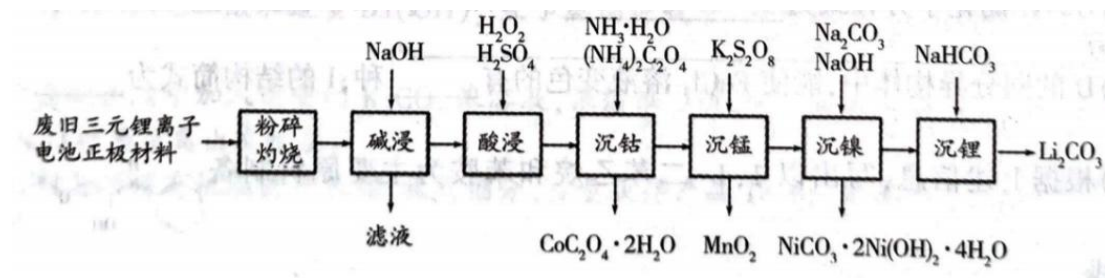 NaOH
H₂O₂
H₂SO₄
NH₃·H₂O
(NH₄)₂C₂O₄
K₂S₂O₈
Na₂CO₃
NaOH
NaHCO₃
废旧三元锂离子
电池正极材料
粉碎
灼烧
碱浸
酸浸
沉钴
沉锰
沉镍
沉锂
Li₂CO₃
滤液
CoC₂O₄·2H₂O
MnO₂
NiCO₃·2Ni(OH)₂·4H₂O